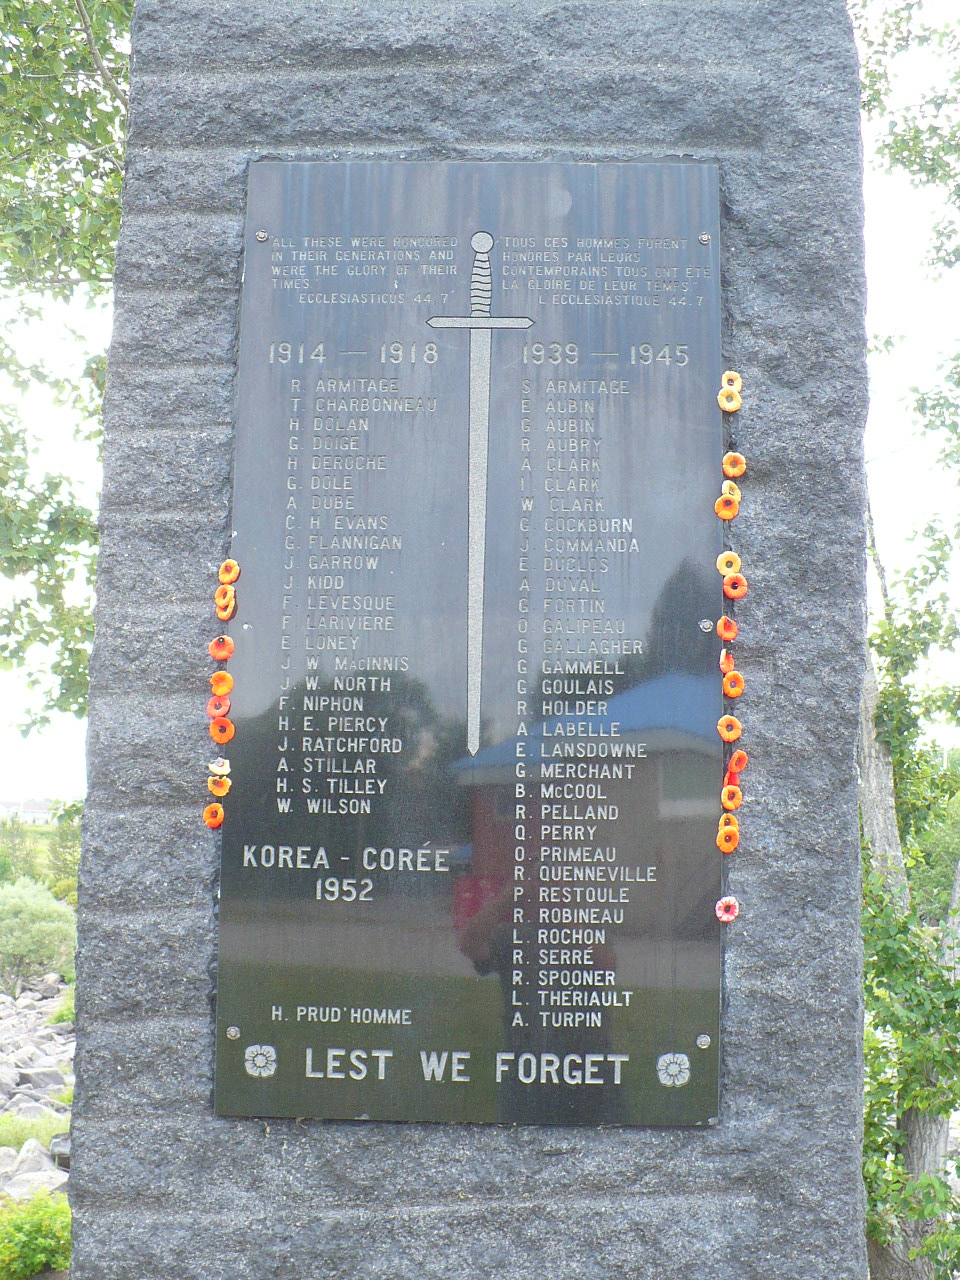 ALL THESE WERE HONOURED
IN THEIR GENERATIONS AND
WERE THE GLORY OF THEIR
TIMES.
ECCLESIASTICUS 44.7
TOUS CES HOMMES FURENT
HONORÉS PAR LEURS
CONTEMPORAINS TOUS ONT ÉTÉ
LA GLOIRE DE LEUR TEMPS.
L'ECCLESIASTIQUE 44.7
1914 — 1918
R. ARMITAGE
T. CHARBONNEAU
H. DOLAN
G. DOIGE
H. DEROCHE
G. DOLE
A. DUBE
C. H. EVANS
G. FLANNIGAN
J. GARROW
J. KIDD
F. LEVESQUE
F. LARIVIERE
E. LONEY
J. W. MACINNIS
J. W. NORTH
F. NIPHON
H. E. PIERCY
J. RATCHFORD
A. STILLAR
H. S. TILLEY
W. WILSON
KOREA - CORÉE
1952
H. PRUD'HOMME
1939 — 1945
S. ARMITAGE
E. AUBIN
G. AUBIN
R. AUBRY
A. CLARK
I. CLARK
W. CLARK
G. COCKBURN
J. COMMANDA
E. DUCLOS
A. DUVAL
G. FORTIN
O. GALIPEAU
G. GALLAGHER
G. GAMMELL
G. GOULAIS
R. HOLDER
A. LABELLE
E. LANSDOWNE
G. MERCHANT
B. McCOOL
R. PELLAND
Q. PERRY
O. PRIMEAU
R. QUENNEVILLE
P. RESTOULE
R. ROBINEAU
L. ROCHON
R. SERRÉ
R. SPOONER
L. THÉRIAULT
A. TURPIN
LEST WE FORGET